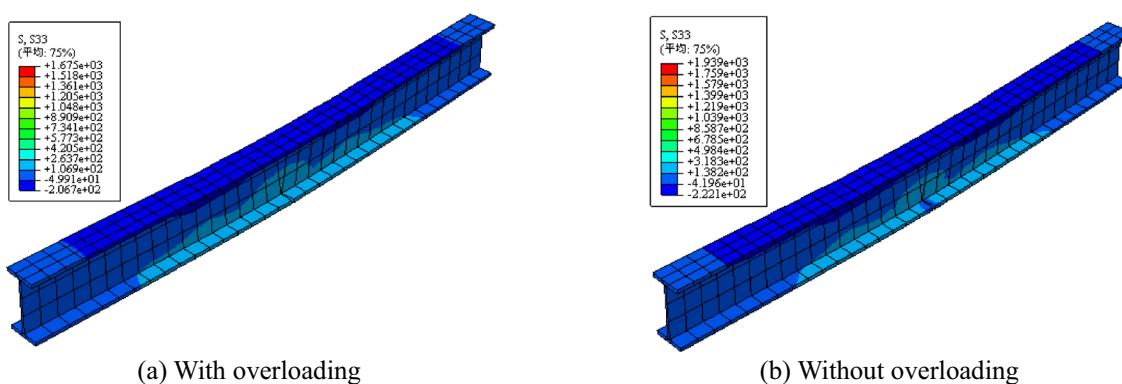 S, S33
(平均: 75%)
+1.675e+03
+1.518e+03
+1.361e+03
+1.205e+03
+1.048e+03
+8.909e+02
+7.341e+02
+5.773e+02
+4.205e+02
+2.637e+02
+1.069e+02
-4.991e+01
-2.067e+02
S, S33
(平均: 75%)
+1.939e+03
+1.759e+03
+1.579e+03
+1.399e+03
+1.219e+03
+1.039e+03
+8.587e+02
+6.785e+02
+4.984e+02
+3.183e+02
+1.382e+02
-4.196e+01
-2.221e+02
(a) With overloading
(b) Without overloading